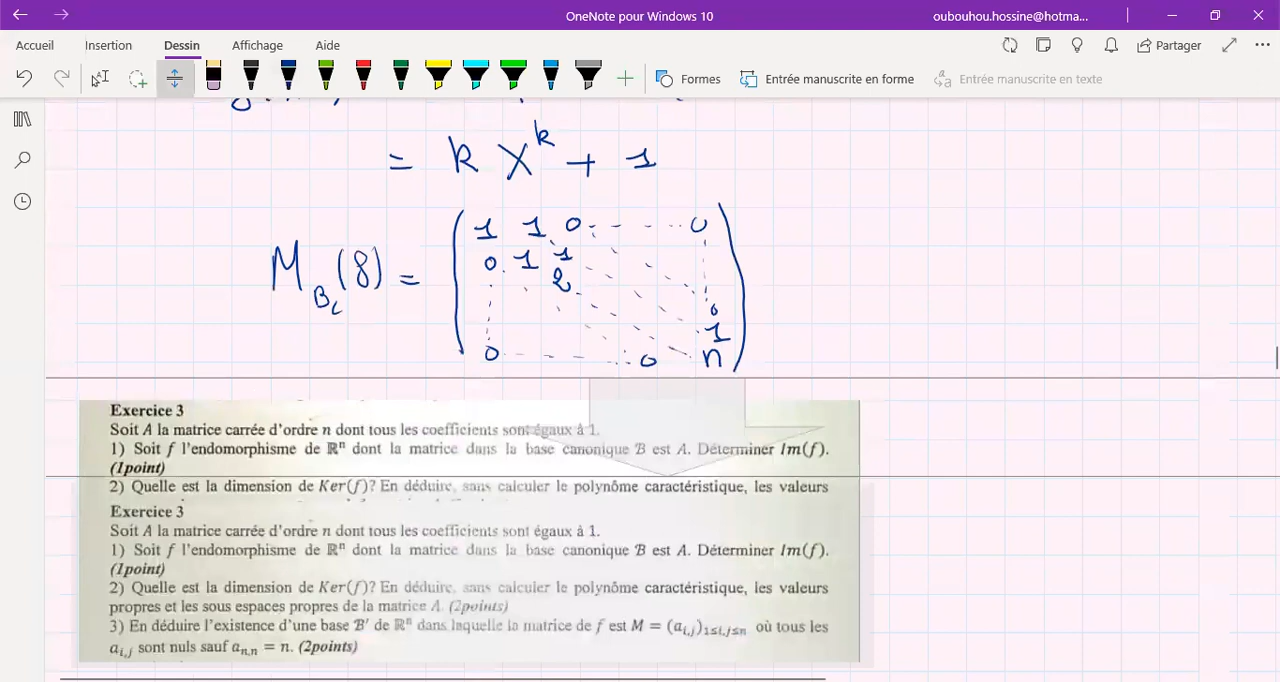 OneNote pour Windows 10
oubouhou.hossine@hotma...
Accueil Insertion Dessin Affichage Aide
Partager
Formes Entrée manuscrite en forme Entrée manuscrite en texte
= k X^k + 1
M_Bc (f) =
1 1 0 0
0 1 1
2
0
1
0 0 n
Exercice 3
Soit A la matrice carrée d'ordre n dont tous les coefficients sont égaux à 1.
1) Soit f l'endomorphisme de ℝⁿ dont la matrice dans la base canonique ℬ est A. Déterminer Im(f).
(1point)
2) Quelle est la dimension de Ker(f)? En déduire, sans calculer le polynôme caractéristique, les valeurs
Exercice 3
Soit A la matrice carrée d'ordre n dont tous les coefficients sont égaux à 1.
1) Soit f l'endomorphisme de ℝⁿ dont la matrice dans la base canonique ℬ est A. Déterminer Im(f).
(1point)
2) Quelle est la dimension de Ker(f)? En déduire, sans calculer le polynôme caractéristique, les valeurs
propres et les sous espaces propres de la matrice A. (2points)
3) En déduire l'existence d'une base ℬ' de ℝⁿ dans laquelle la matrice de f est M = (a_{i,j})_{1≤i,j≤n} où tous les
a_{i,j} sont nuls sauf a_{n,n} = n. (2points)